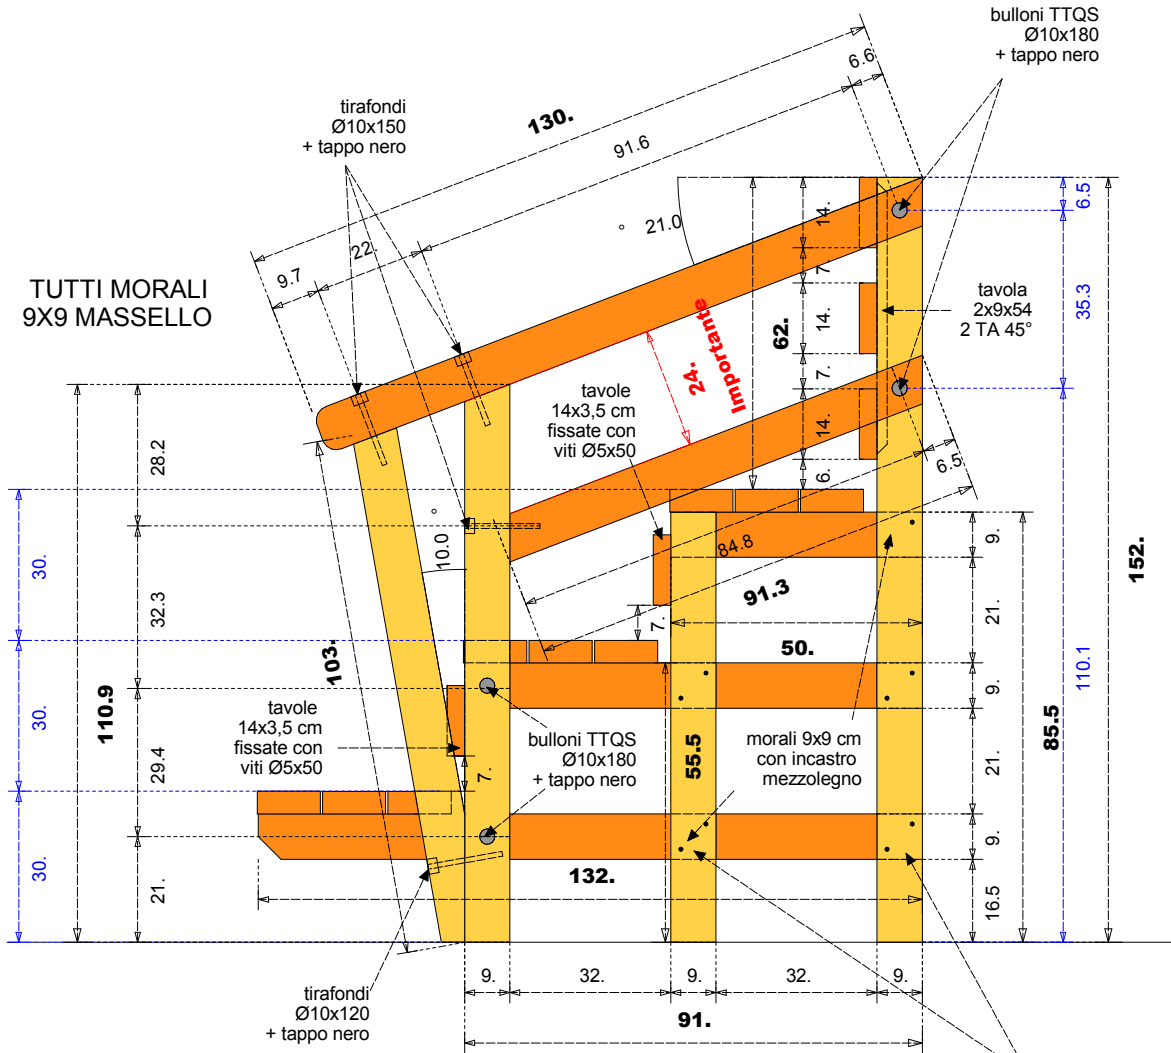 bulloni TTQS
Ø10x180
+ tappo nero
6.6
130.
91.6
tirafondi
Ø10x150
+ tappo nero
22.
9.7
° 21.0
TUTTI MORALI
9X9 MASSELLO
14.
7.
14.
7.
14.
6.
62.
6.5
35.3
110.1
152.
tavola
2x9x54
2 TA 45°
24.
Importante
tavole
14x3,5 cm
fissate con
viti Ø5x50
6.5
84.8
91.3
28.2
32.3
29.4
21.
110.9
30.
30.
30.
10.0 °
103.
7.
50.
9.
21.
9.
21.
9.
16.5
85.5
55.5
tavole
14x3,5 cm
fissate con
viti Ø5x50
7.
bulloni TTQS
Ø10x180
+ tappo nero
morali 9x9 cm
con incastro
mezzolegno
132.
tirafondi
Ø10x120
+ tappo nero
9.
32.
9.
32.
9.
91.